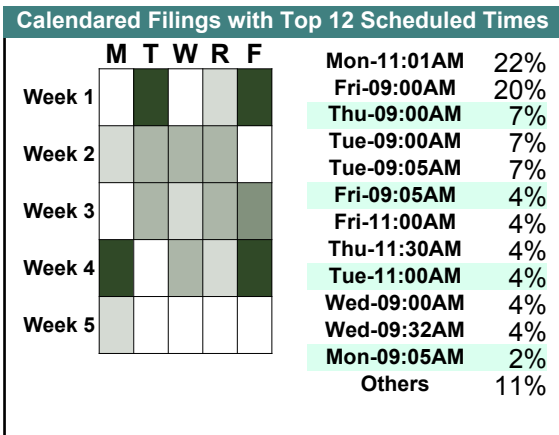 Calendared Filings with Top 12 Scheduled Times
M T W R F
Week 1
Week 2
Week 3
Week 4
Week 5
Mon-11:01AM 22%
Fri-09:00AM 20%
Thu-09:00AM 7%
Tue-09:00AM 7%
Tue-09:05AM 7%
Fri-09:05AM 4%
Fri-11:00AM 4%
Thu-11:30AM 4%
Tue-11:00AM 4%
Wed-09:00AM 4%
Wed-09:32AM 4%
Mon-09:05AM 2%
Others 11%